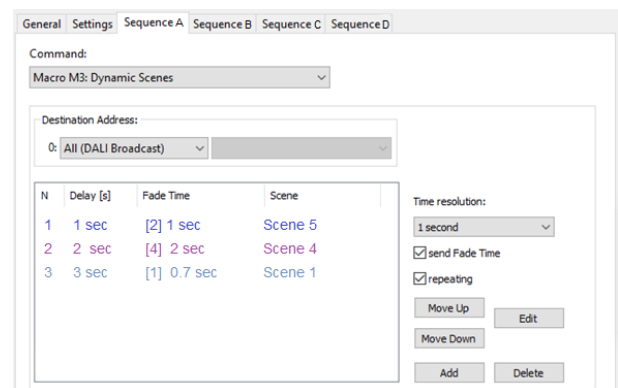 General Settings Sequence A Sequence B Sequence C Sequence D
Command:
Macro M3: Dynamic Scenes
Destination Address:
0: All (DALI Broadcast)
N Delay [s] Fade Time Scene
1 1 sec [2] 1 sec Scene 5
2 2 sec [4] 2 sec Scene 4
3 3 sec [1] 0.7 sec Scene 1
Time resolution:
1 second
send Fade Time
repeating
Move Up
Edit
Move Down
Add Delete